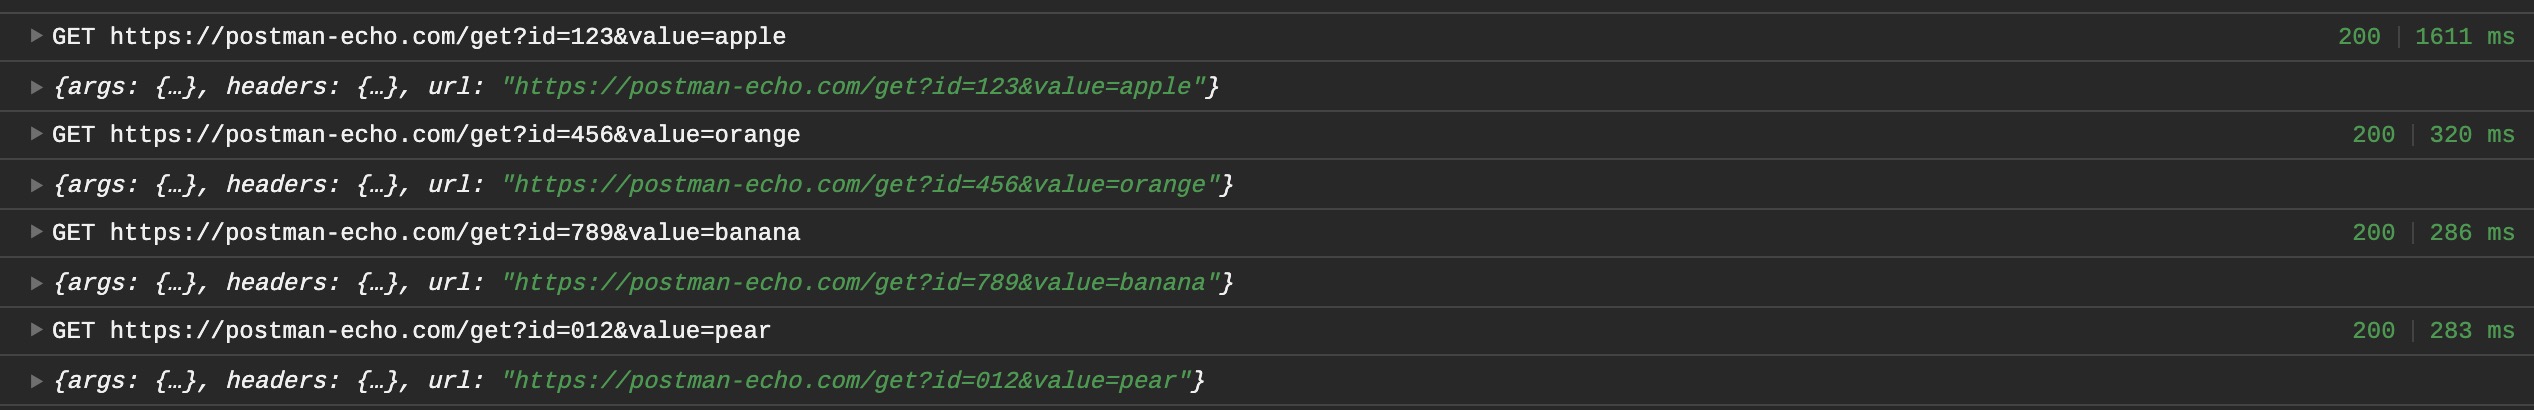 GET https://postman-echo.com/get?id=123&value=apple 200 | 1611 ms
{args: {…}, headers: {…}, url: "https://postman-echo.com/get?id=123&value=apple"}
GET https://postman-echo.com/get?id=456&value=orange 200 | 320 ms
{args: {…}, headers: {…}, url: "https://postman-echo.com/get?id=456&value=orange"}
GET https://postman-echo.com/get?id=789&value=banana 200 | 286 ms
{args: {…}, headers: {…}, url: "https://postman-echo.com/get?id=789&value=banana"}
GET https://postman-echo.com/get?id=012&value=pear 200 | 283 ms
{args: {…}, headers: {…}, url: "https://postman-echo.com/get?id=012&value=pear"}